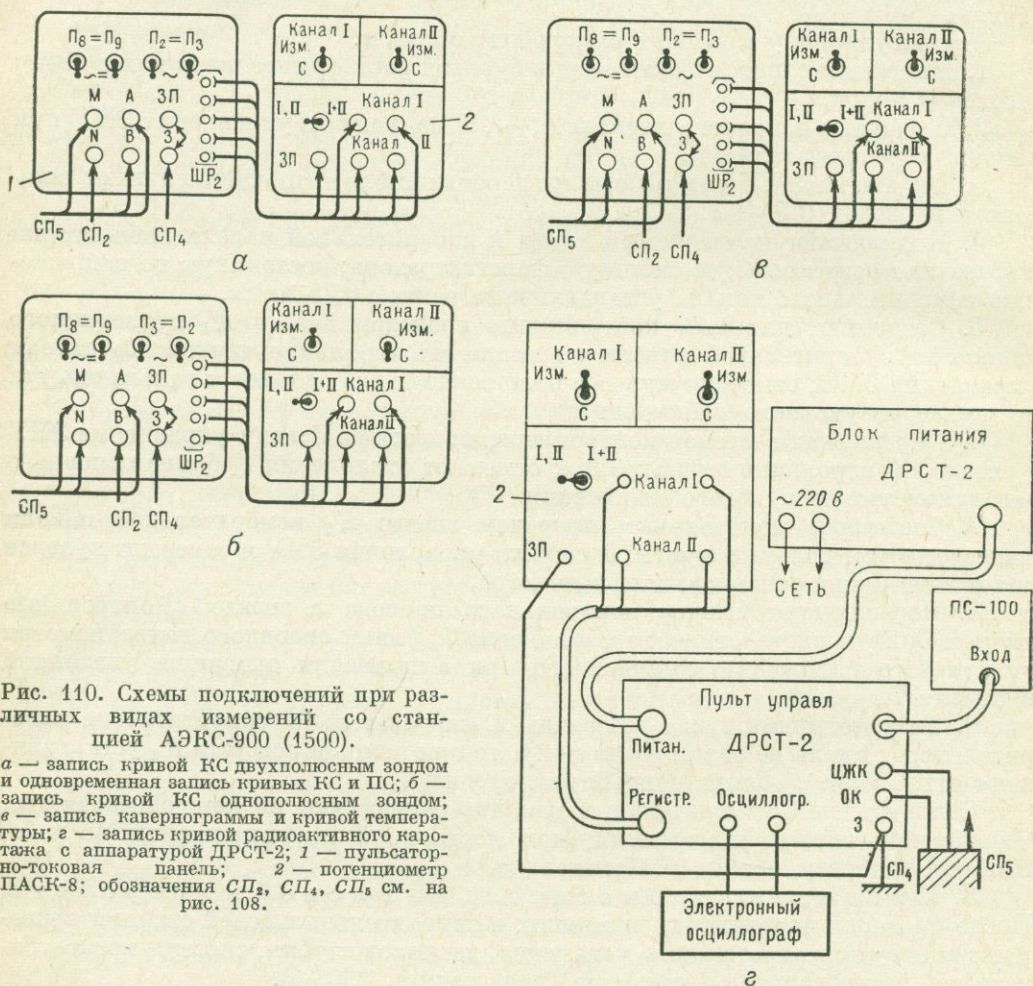 П₈=П₉ П₂=П₃
∼= ∼
М А ЗП
N В З
ШР₂
1
СП₅ СП₂ СП₄
Канал I Канал II
Изм. Изм.
С С
I, II I+II Канал I
ЗП Канал II
2
а
П₈=П₉ П₂=П₃
∼= ∼
М А ЗП
N В З
ШР₂
СП₅ СП₂ СП₄
Канал I Канал II
Изм. Изм.
С С
I, II I+II Канал I
ЗП Канал II
в
П₈=П₉ П₃=П₂
∼= ∼
М А ЗП
N В З
ШР₂
СП₅ СП₂ СП₄
Канал I Канал II
Изм. Изм.
С С
I, II I+II Канал I
ЗП Канал II
б
Канал I Канал II
Изм. Изм
С С
I, II I+II
Канал I
2
ЗП Канал II
Блок питания
ДРСТ-2
∼220 в
Сеть
ПС-100
Вход
Пульт управл
ДРСТ-2
Питан.
ЦЖК
ОК
Регистр. Осциллогр. З
СП₄ СП₅
Электронный
осциллограф
г
Рис. 110. Схемы подключений при раз-
личных видах измерений со стан-
цией АЭКС-900 (1500).
а — запись кривой КС двухполюсным зондом
и одновременная запись кривых КС и ПС; б —
запись кривой КС однополюсным зондом;
в — запись кавернограммы и кривой темпера-
туры; г — запись кривой радиоактивного каро-
тажа с аппаратурой ДРСТ-2; 1 — пульсатор-
но-токовая панель; 2 — потенциометр
ПАСК-8; обозначения СП₂, СП₄, СП₅ см. на
рис. 108.